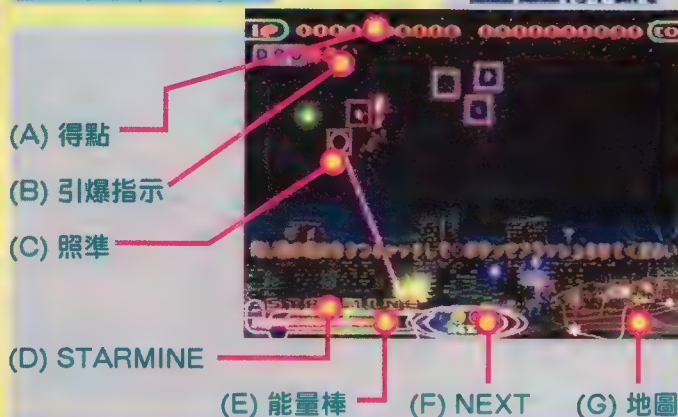 (A) 得點
(B) 引爆指示
(C) 照準
(D) STARMINE
(E) 能量棒
(F) NEXT
(G) 地圖